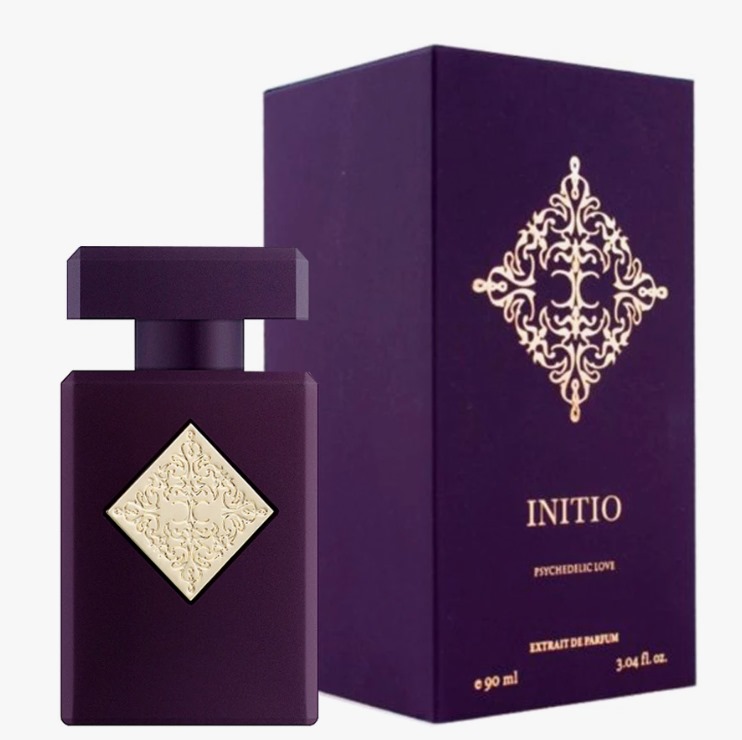 INITIO
PSYCHEDELIC LOVE
EXTRAIT DE PARFUM
e 90 ml 3.04 fl. oz.